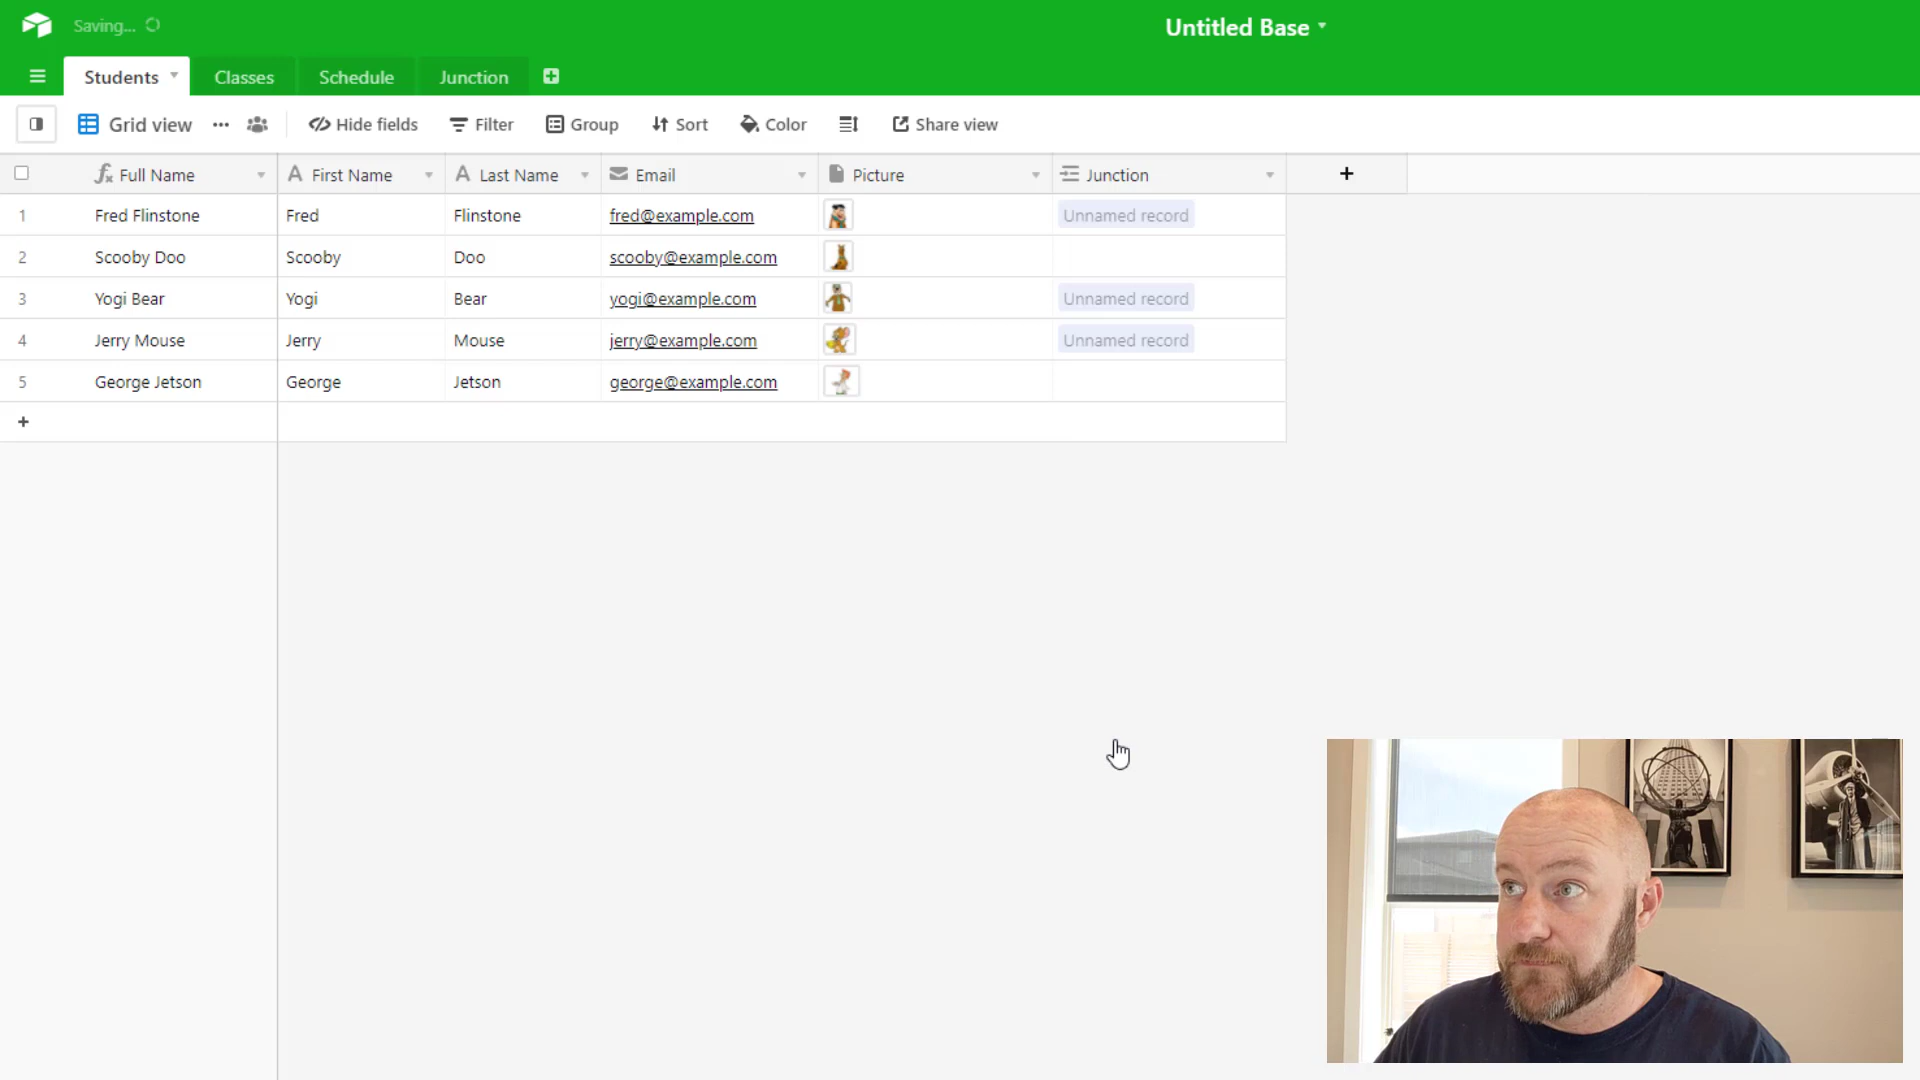 Saving...
Untitled Base
Students
Classes
Schedule
Junction
Grid view
Hide fields
Filter
Group
Sort
Color
Share view
Full Name
First Name
Last Name
Email
Picture
Junction
1 Fred Flinstone Fred Flinstone fred@example.com Unnamed record
2 Scooby Doo Scooby Doo scooby@example.com
3 Yogi Bear Yogi Bear yogi@example.com Unnamed record
4 Jerry Mouse Jerry Mouse jerry@example.com Unnamed record
5 George Jetson George Jetson george@example.com